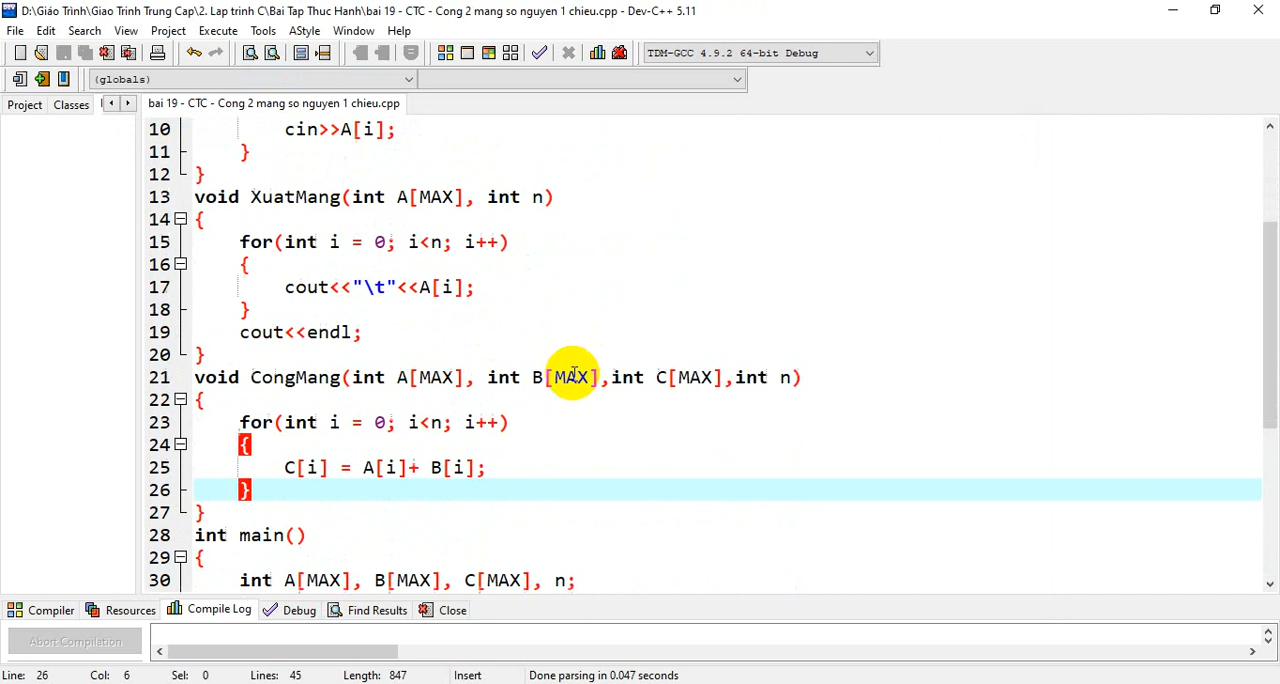 D:\Giáo Trình\Giao Trinh Trung Cap\2. Lap trinh C\Bai Tap Thuc Hanh\bai 19 - CTC - Cong 2 mang so nguyen 1 chieu.cpp - Dev-C++ 5.11
File Edit Search View Project Execute Tools AStyle Window Help
TDM-GCC 4.9.2 64-bit Debug
(globals)
Project Classes bai 19 - CTC - Cong 2 mang so nguyen 1 chieu.cpp
10 cin>>A[i];
11 }
12 }
13 void XuatMang(int A[MAX], int n)
14 {
15 for(int i = 0; i<n; i++)
16 {
17 cout<<"\t"<<A[i];
18 }
19 cout<<endl;
20 }
21 void CongMang(int A[MAX], int B[MAX],int C[MAX],int n)
22 {
23 for(int i = 0; i<n; i++)
24 {
25 C[i] = A[i]+ B[i];
26 }
27 }
28 int main()
29 {
30 int A[MAX], B[MAX], C[MAX], n;
Compiler Resources Compile Log Debug Find Results Close
Abort Compilation
Line: 26 Col: 6 Sel: 0 Lines: 45 Length: 847 Insert Done parsing in 0.047 seconds